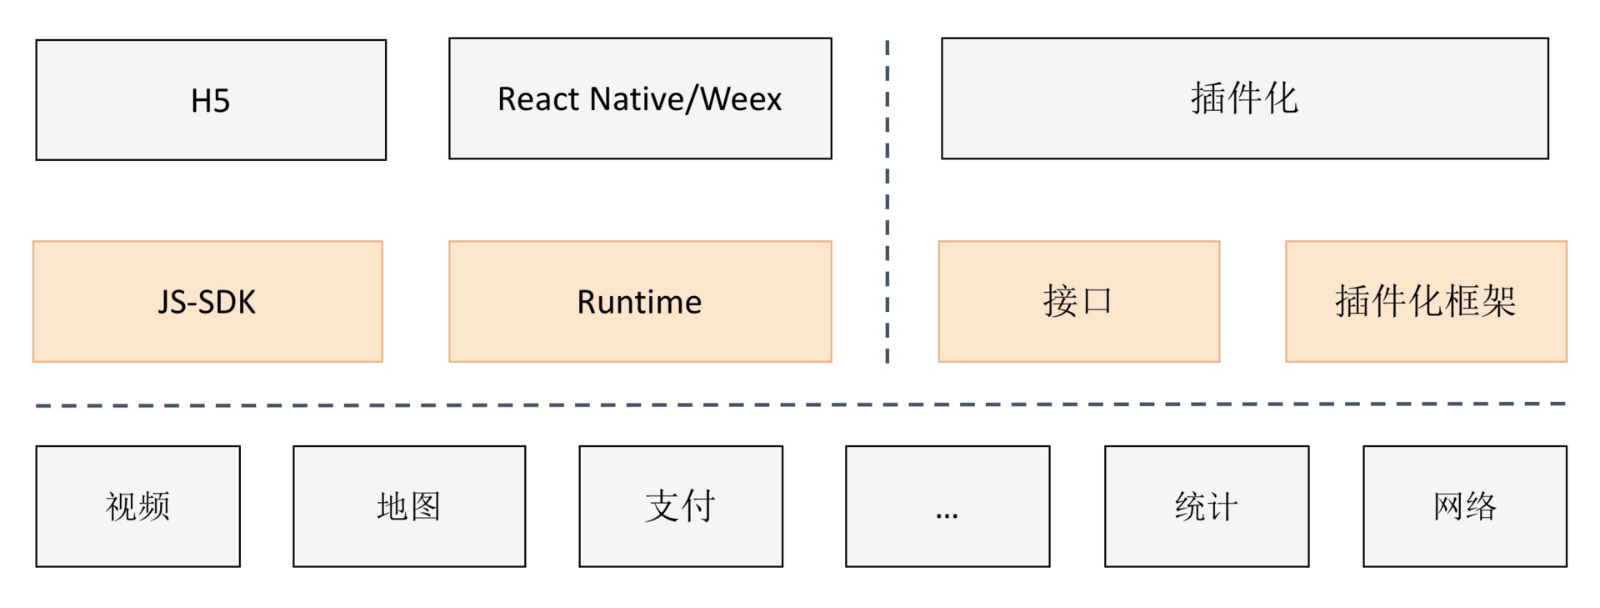 H5
React Native/Weex
插件化
JS-SDK
Runtime
接口
插件化框架
视频
地图
支付
...
统计
网络